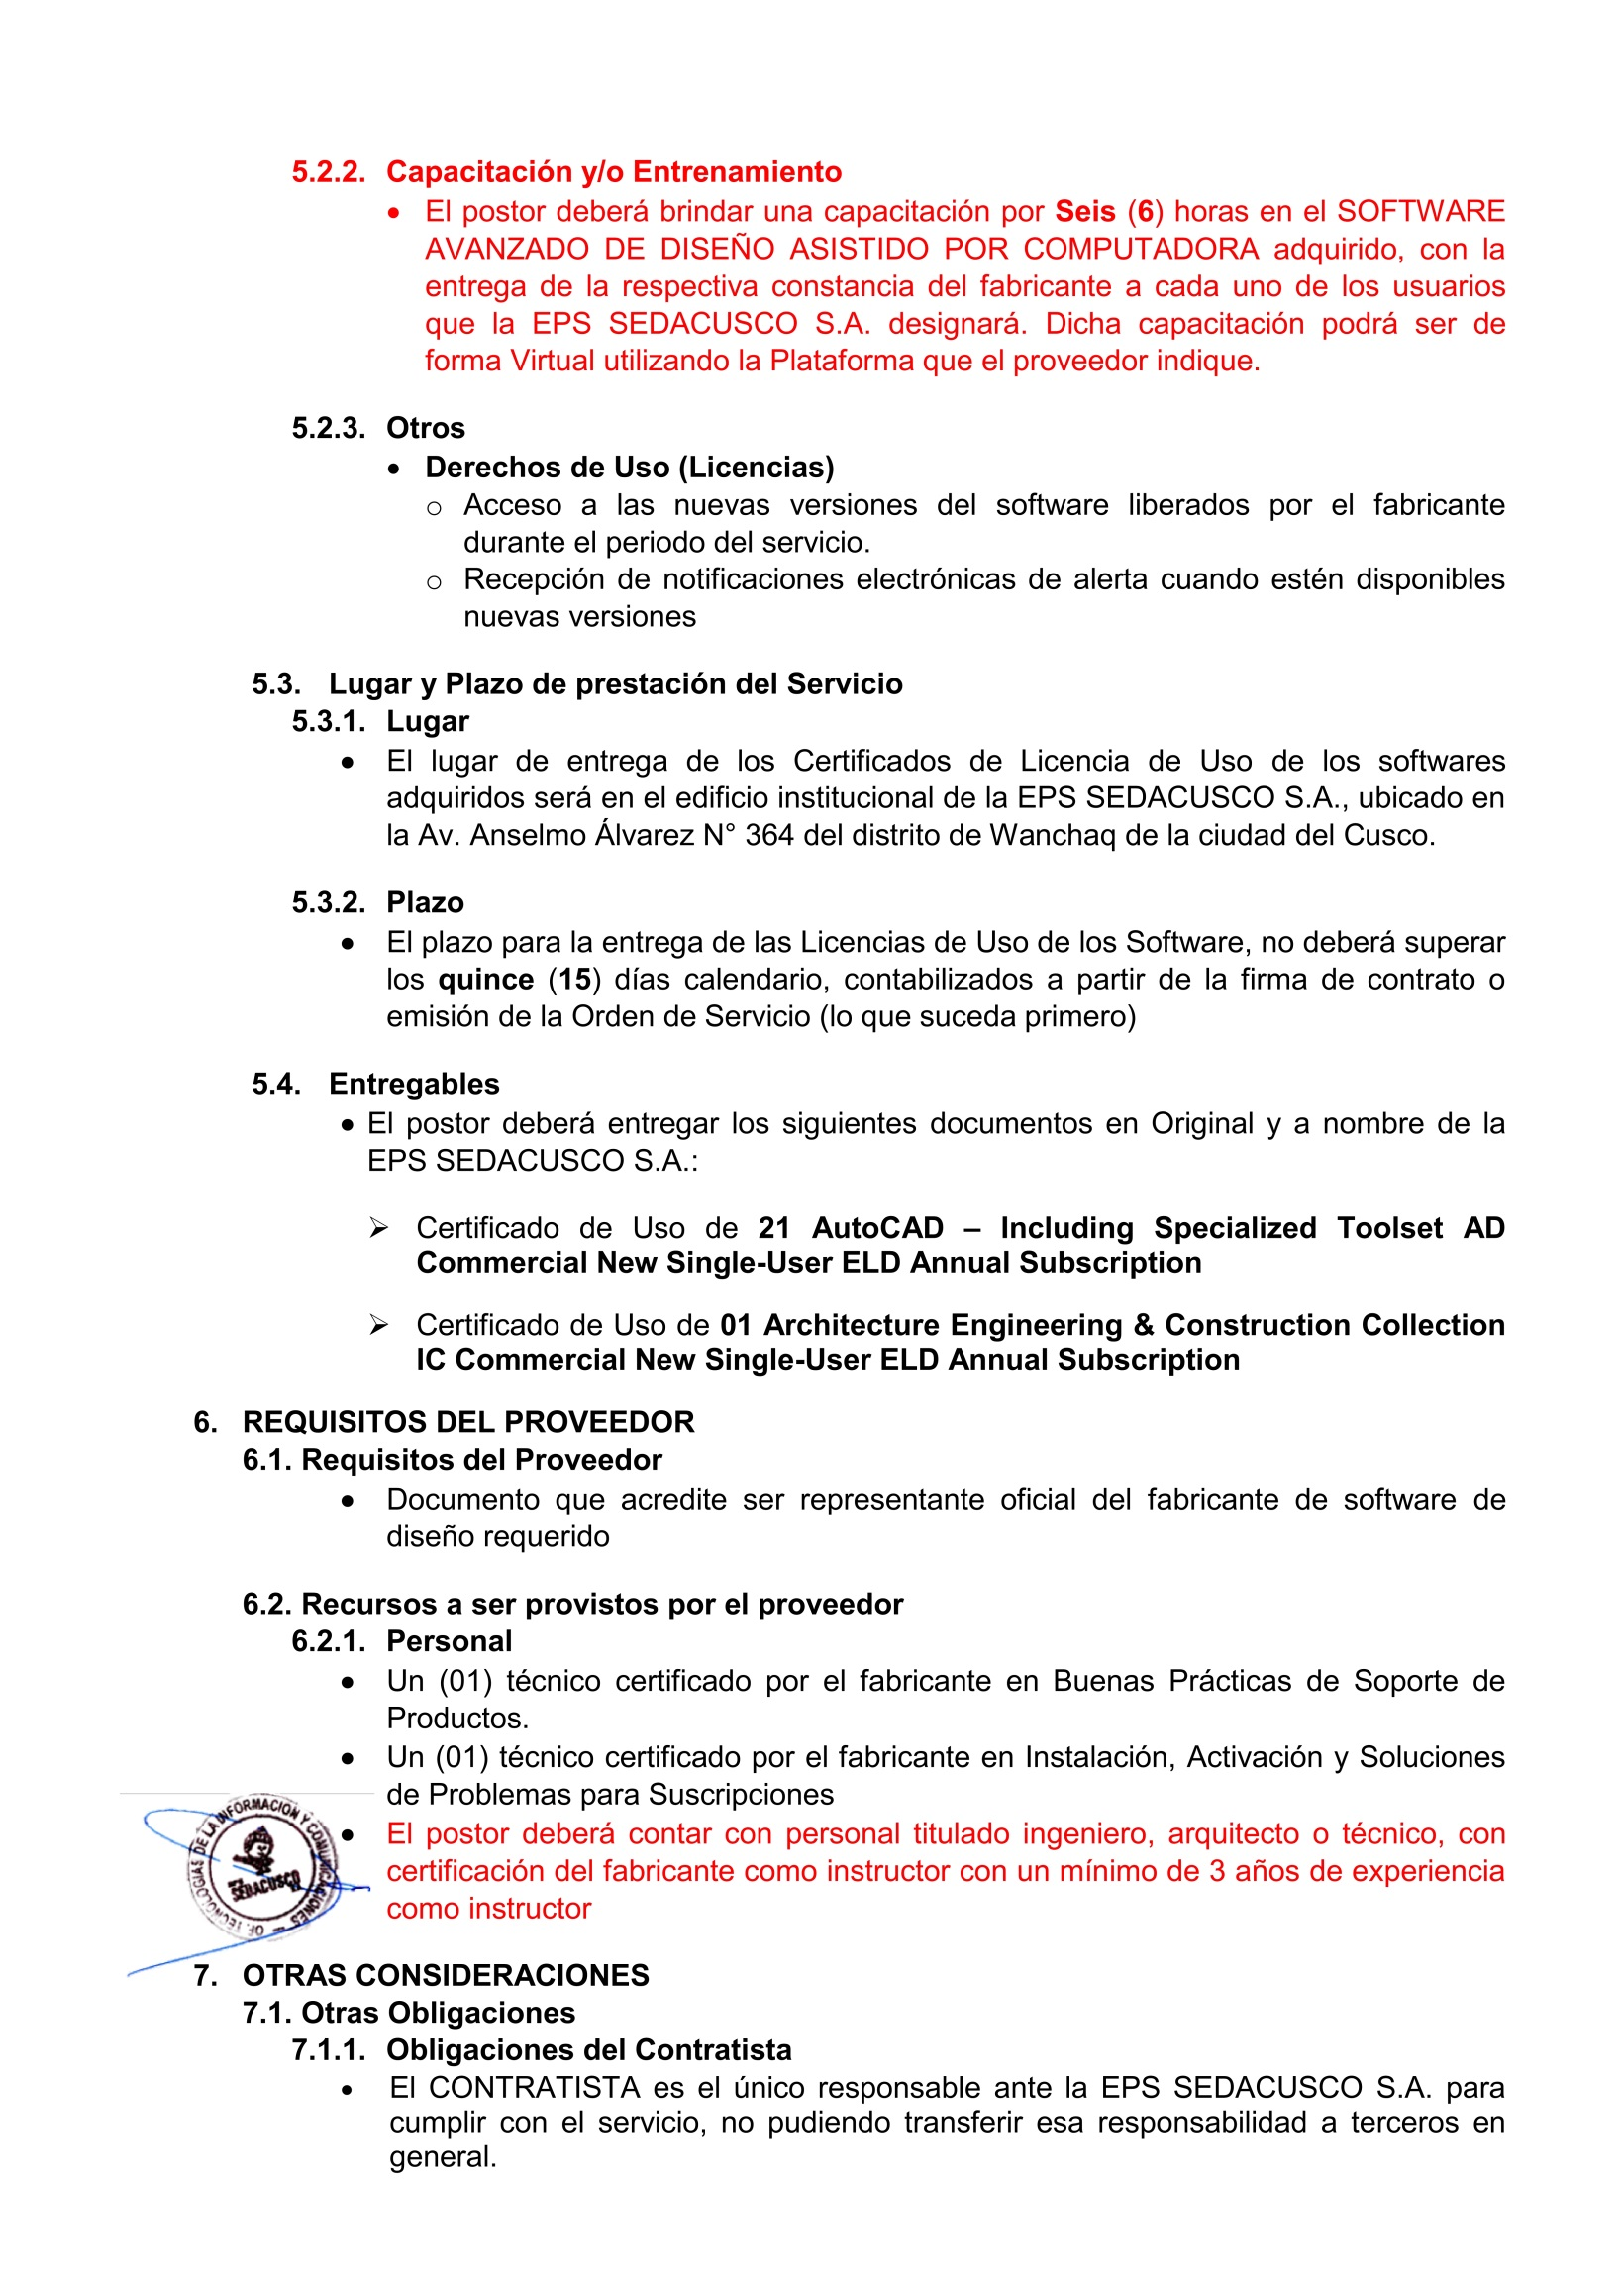 5.2.2. Capacitación y/o Entrenamiento
• El postor deberá brindar una capacitación por Seis (6) horas en el SOFTWARE
AVANZADO DE DISEÑO ASISTIDO POR COMPUTADORA adquirido, con la
entrega de la respectiva constancia del fabricante a cada uno de los usuarios
que la EPS SEDACUSCO S.A. designará. Dicha capacitación podrá ser de
forma Virtual utilizando la Plataforma que el proveedor indique.
5.2.3. Otros
• Derechos de Uso (Licencias)
o Acceso a las nuevas versiones del software liberados por el fabricante
durante el periodo del servicio.
o Recepción de notificaciones electrónicas de alerta cuando estén disponibles
nuevas versiones
5.3. Lugar y Plazo de prestación del Servicio
5.3.1. Lugar
• El lugar de entrega de los Certificados de Licencia de Uso de los softwares
adquiridos será en el edificio institucional de la EPS SEDACUSCO S.A., ubicado en
la Av. Anselmo Álvarez N° 364 del distrito de Wanchaq de la ciudad del Cusco.
5.3.2. Plazo
• El plazo para la entrega de las Licencias de Uso de los Software, no deberá superar
los quince (15) días calendario, contabilizados a partir de la firma de contrato o
emisión de la Orden de Servicio (lo que suceda primero)
5.4. Entregables
• El postor deberá entregar los siguientes documentos en Original y a nombre de la
EPS SEDACUSCO S.A.:
➢ Certificado de Uso de 21 AutoCAD – Including Specialized Toolset AD
Commercial New Single-User ELD Annual Subscription
➢ Certificado de Uso de 01 Architecture Engineering & Construction Collection
IC Commercial New Single-User ELD Annual Subscription
6. REQUISITOS DEL PROVEEDOR
6.1. Requisitos del Proveedor
• Documento que acredite ser representante oficial del fabricante de software de
diseño requerido
6.2. Recursos a ser provistos por el proveedor
6.2.1. Personal
• Un (01) técnico certificado por el fabricante en Buenas Prácticas de Soporte de
Productos.
• Un (01) técnico certificado por el fabricante en Instalación, Activación y Soluciones
de Problemas para Suscripciones
• El postor deberá contar con personal titulado ingeniero, arquitecto o técnico, con
certificación del fabricante como instructor con un mínimo de 3 años de experiencia
como instructor
OF. TECNOLOGIAS DE LA INFORMACION Y COMUNICACIONES
SEDACUSCO
7. OTRAS CONSIDERACIONES
7.1. Otras Obligaciones
7.1.1. Obligaciones del Contratista
• El CONTRATISTA es el único responsable ante la EPS SEDACUSCO S.A. para
cumplir con el servicio, no pudiendo transferir esa responsabilidad a terceros en
general.